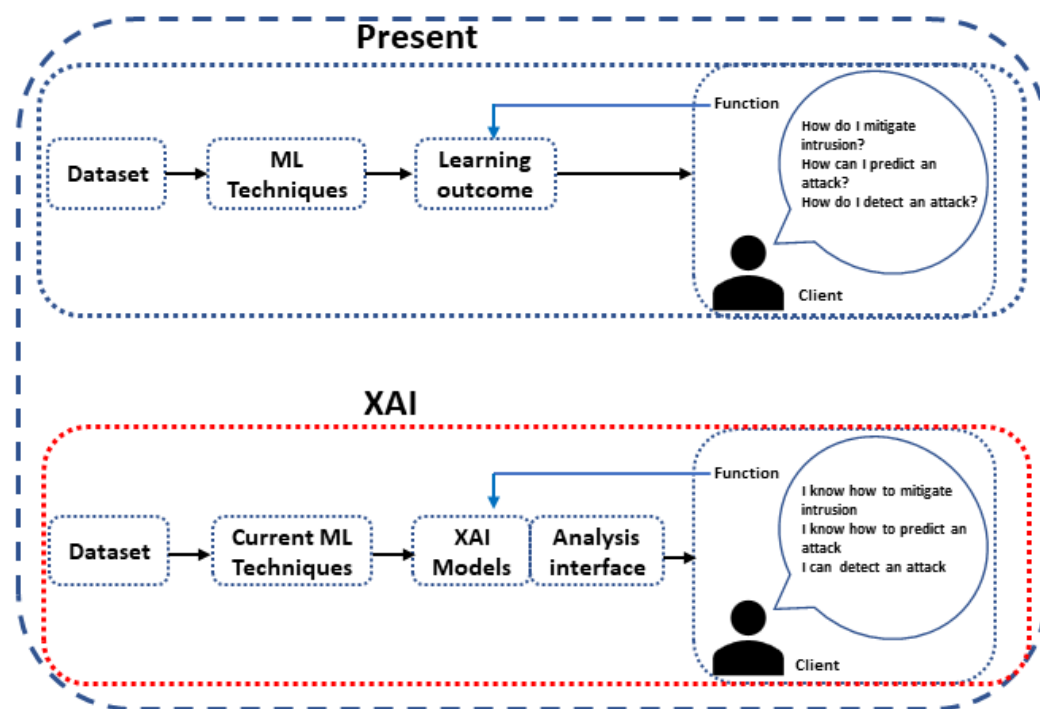 Present
Function
How do I mitigate
intrusion?
How can I predict an
attack?
How do I detect an attack?
Dataset
ML
Techniques
Learning
outcome
Client
XAI
Function
I know how to mitigate
intrusion
I know how to predict an
attack
I can detect an attack
Dataset
Current ML
Techniques
XAI
Models
Analysis
interface
Client